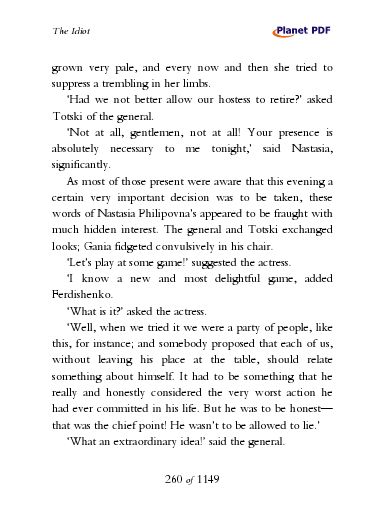 The Idiot
Planet PDF
grown very pale, and every now and then she tried to
suppress a trembling in her limbs.
‘Had we not better allow our hostess to retire?’ asked
Totski of the general.
‘Not at all, gentlemen, not at all! Your presence is
absolutely necessary to me tonight,’ said Nastasia,
significantly.
As most of those present were aware that this evening a
certain very important decision was to be taken, these
words of Nastasia Philipovna’s appeared to be fraught with
much hidden interest. The general and Totski exchanged
looks; Gania fidgeted convulsively in his chair.
‘Let’s play at some game!’ suggested the actress.
‘I know a new and most delightful game, added
Ferdishenko.
‘What is it?’ asked the actress.
‘Well, when we tried it we were a party of people, like
this, for instance; and somebody proposed that each of us,
without leaving his place at the table, should relate
something about himself. It had to be something that he
really and honestly considered the very worst action he
had ever committed in his life. But he was to be honest—
that was the chief point! He wasn’t to be allowed to lie.’
‘What an extraordinary idea!’ said the general.
260 of 1149